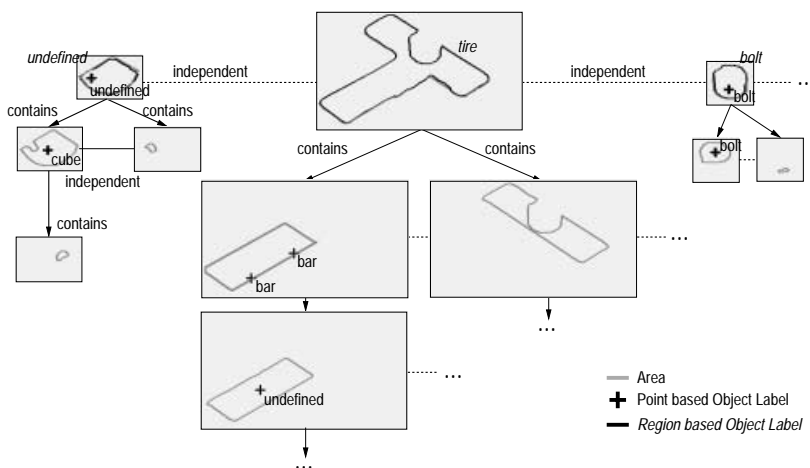 undefined
tire
bolt
independent
independent
...
undefined
bolt
contains
contains
contains
contains
cube
bolt
independent
contains
bar
bar
...
...
undefined
...
...
Area
Point based Object Label
Region based Object Label